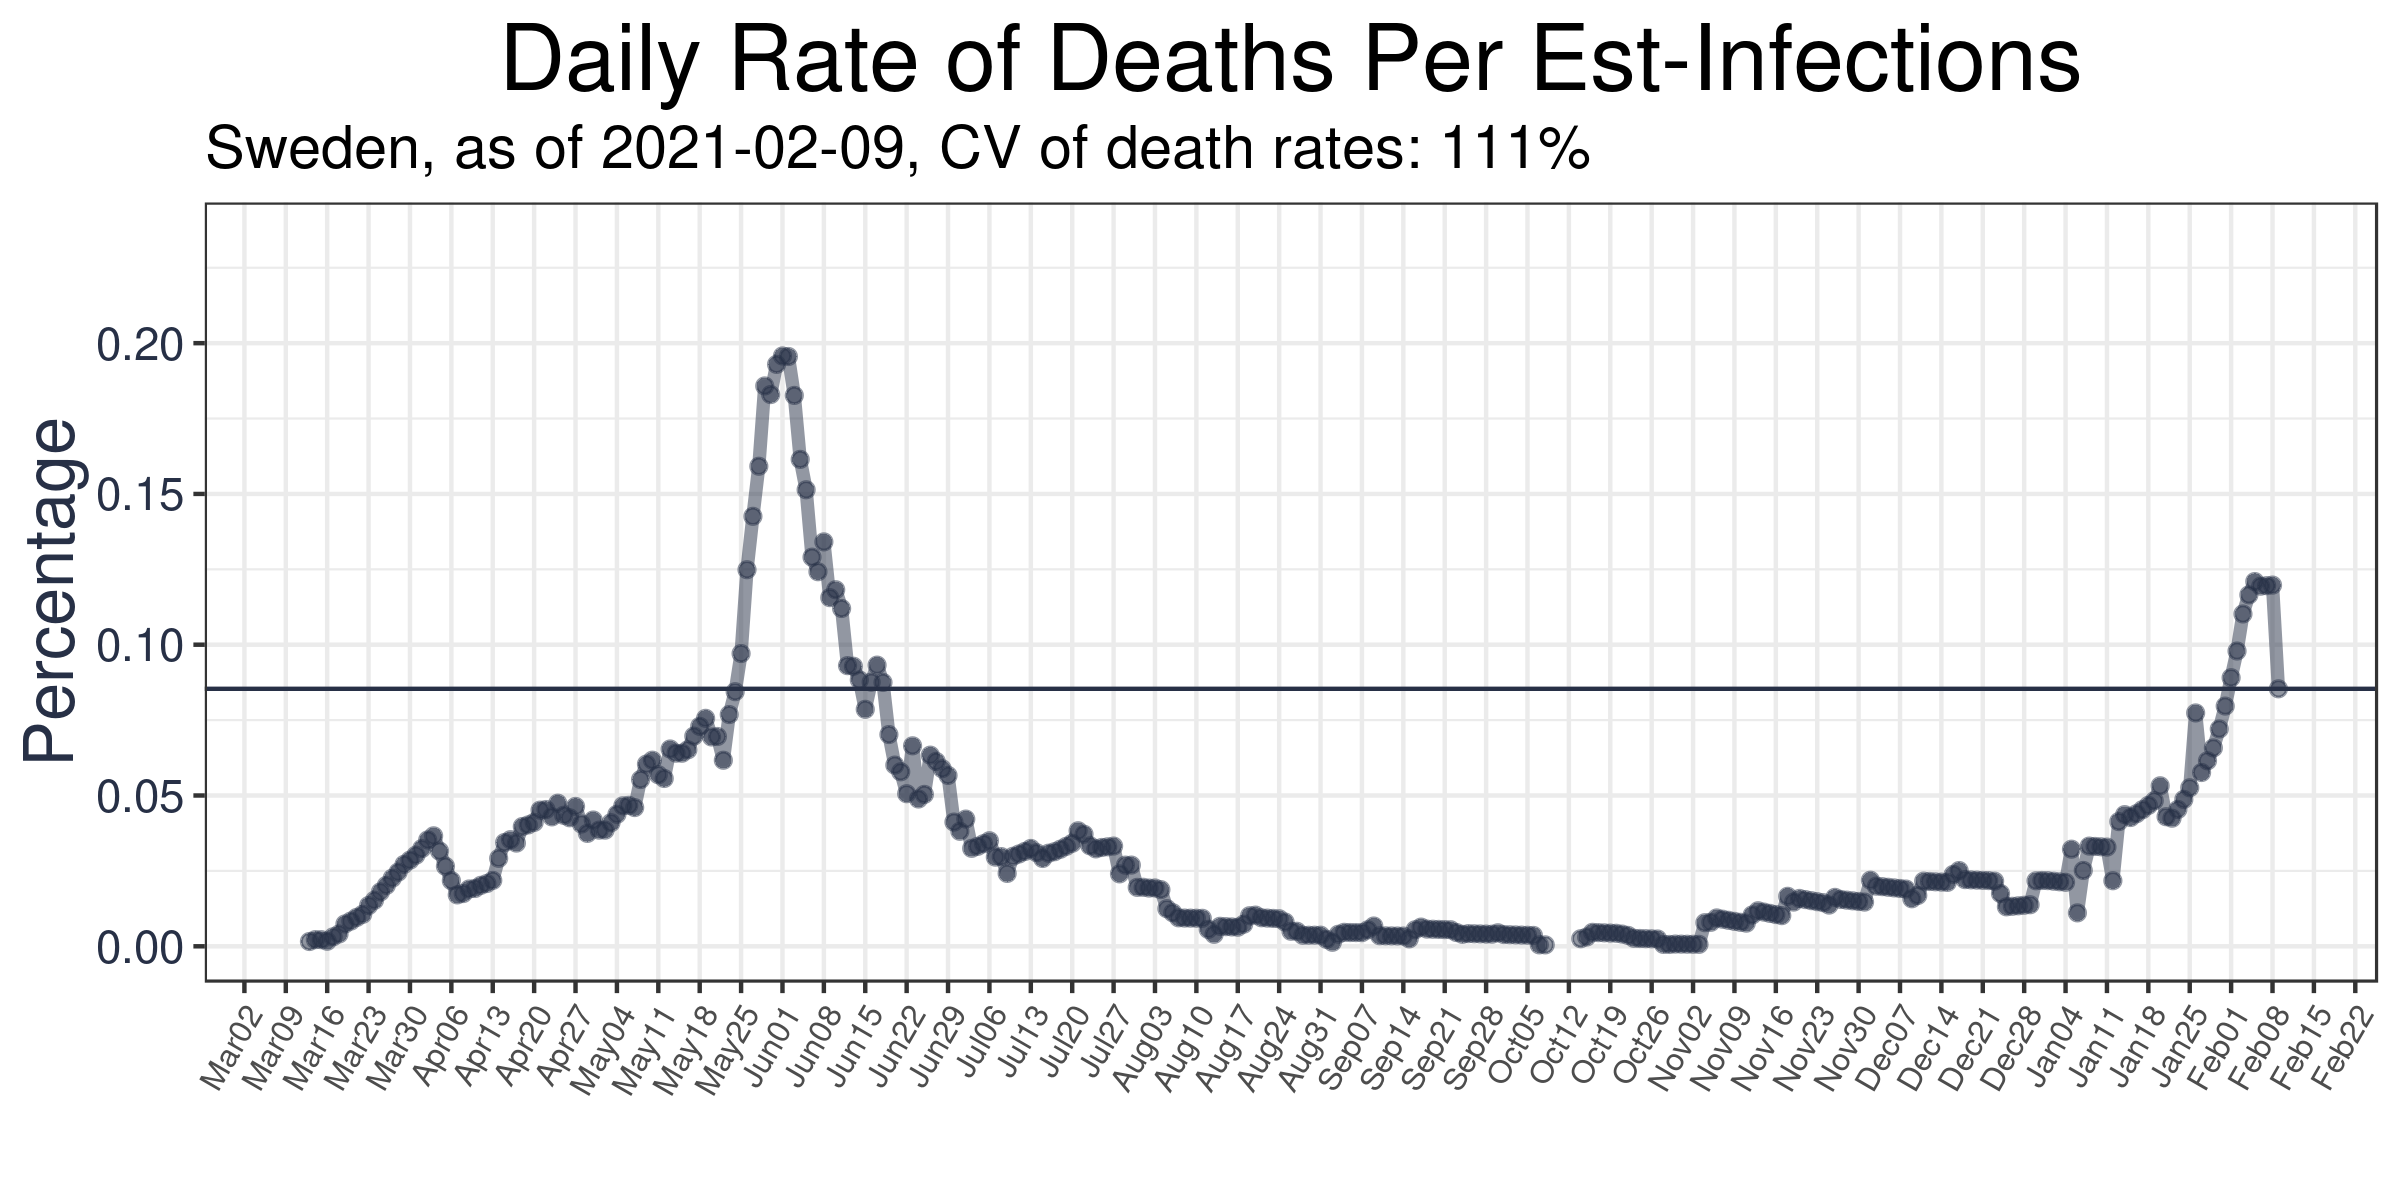 Daily Rate of Deaths Per Est-Infections
Sweden, as of 2021-02-09, CV of death rates: 111%
Percentage
0.20
0.15
0.10
0.05
0.00
Mar02
Mar09
Mar16
Mar23
Mar30
Apr06
Apr13
Apr20
Apr27
May04
May11
May18
May25
Jun01
Jun08
Jun15
Jun22
Jun29
Jul06
Jul13
Jul20
Jul27
Aug03
Aug10
Aug17
Aug24
Aug31
Sep07
Sep14
Sep21
Sep28
Oct05
Oct12
Oct19
Oct26
Nov02
Nov09
Nov16
Nov23
Nov30
Dec07
Dec14
Dec21
Dec28
Jan04
Jan11
Jan18
Jan25
Feb01
Feb08
Feb15
Feb22